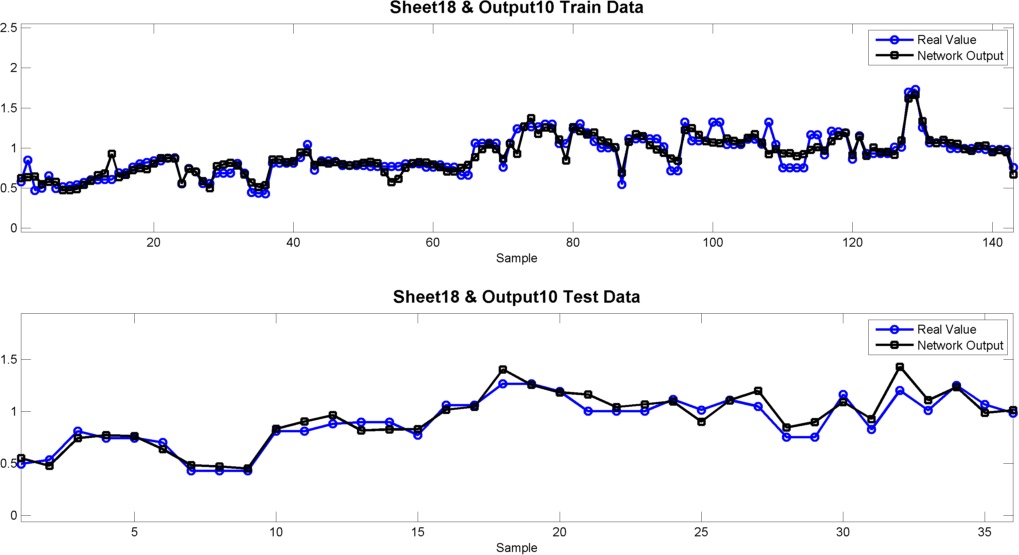 Sheet18 & Output10 Train Data
2.5
2
1.5
1
0.5
0
Real Value
Network Output
20 40 60 80 100 120 140
Sample
Sheet18 & Output10 Test Data
1.5
1
0.5
0
Real Value
Network Output
5 10 15 20 25 30 35
Sample